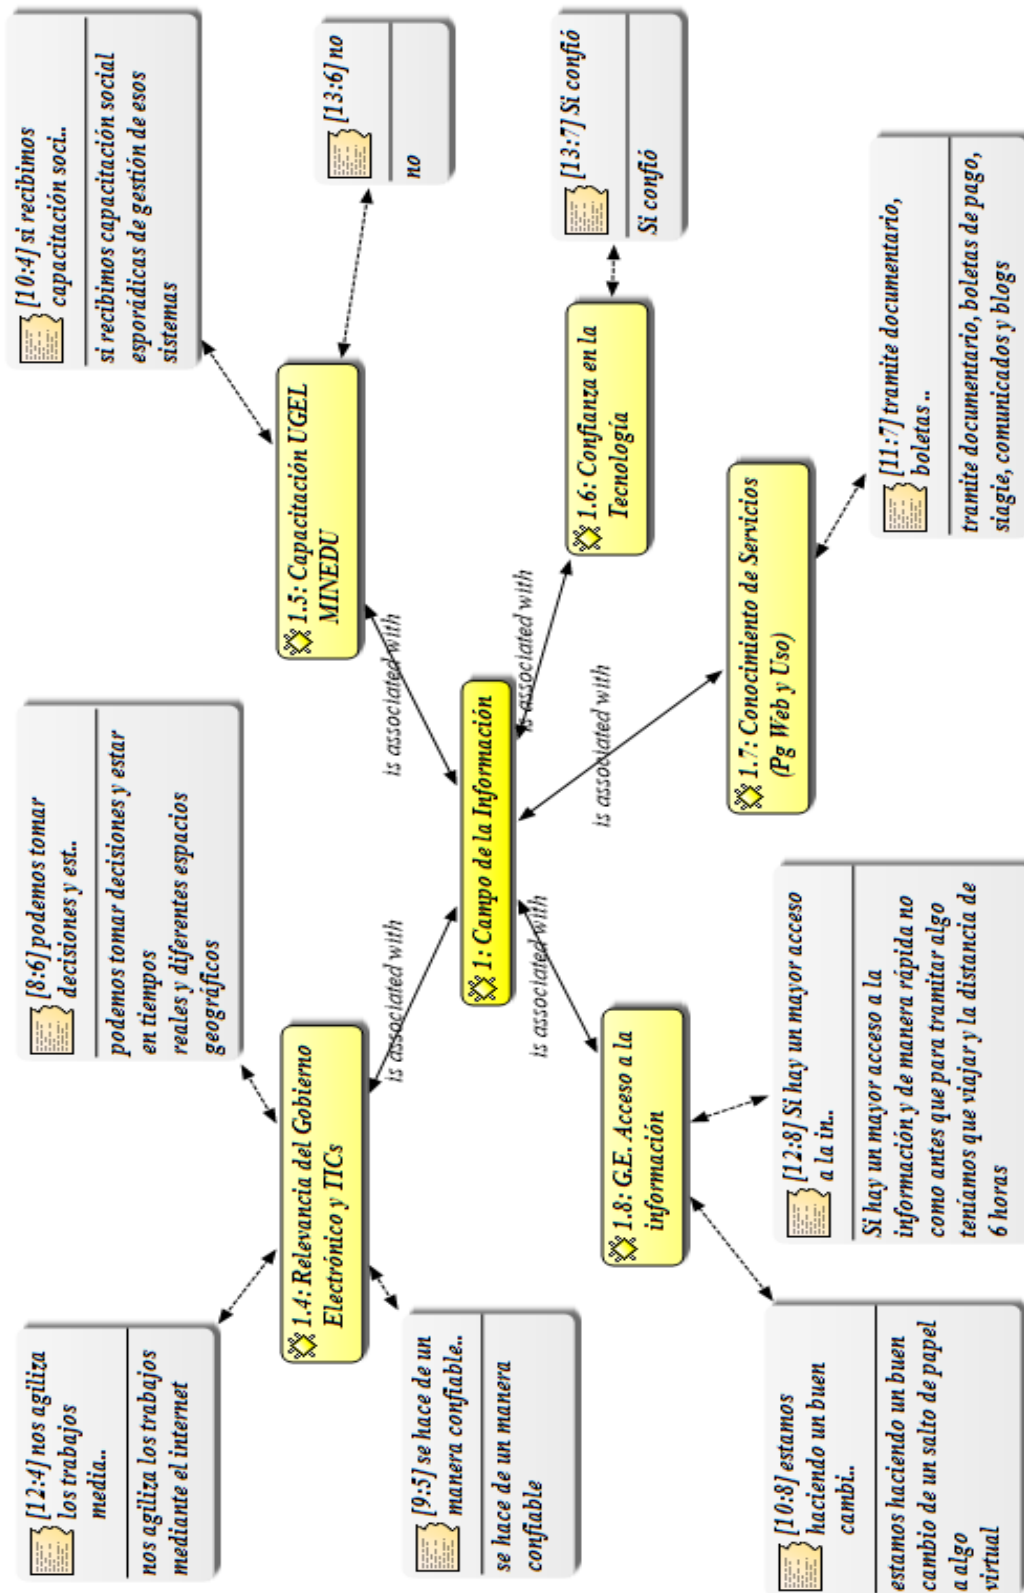 [12:4] nos agiliza
los trabajos
media..
nos agiliza los trabajos
mediante el internet
[8:6] podemos tomar
decisiones y est..
podemos tomar decisiones y estar
en tiempos
reales y diferentes espacios
geográficos
[10:4] si recibimos
capacitación soci..
si recibimos capacitación social
esporádicas de gestión de esos
sistemas
1.4: Relevancia del Gobierno
Electrónico y TICs
1.5: Capacitación UGEL
MINEDU
[13:6] no
no
is associated with
is associated with
[9:5] se hace de un
manera confiable..
se hace de un manera
confiable
1: Campo de la Información
is associated with
is associated with
is associated with
1.6: Confianza en la
Tecnología
[13:7] Si confió
Si confió
1.8: G.E. Acceso a la
información
1.7: Conocimiento de Servicios
(Pg Web y Uso)
[10:8] estamos
haciendo un buen
cambi..
estamos haciendo un buen
cambio de un salto de papel
a algo
virtual
[12:8] Si hay un mayor acceso
a la in..
Si hay un mayor acceso a la
información y de manera rápida no
como antes que para tramitar algo
teníamos que viajar y la distancia de
6 horas
[11:7] tramite documentario,
boletas ..
tramite documentario, boletas de pago,
siagie, comunicados y blogs